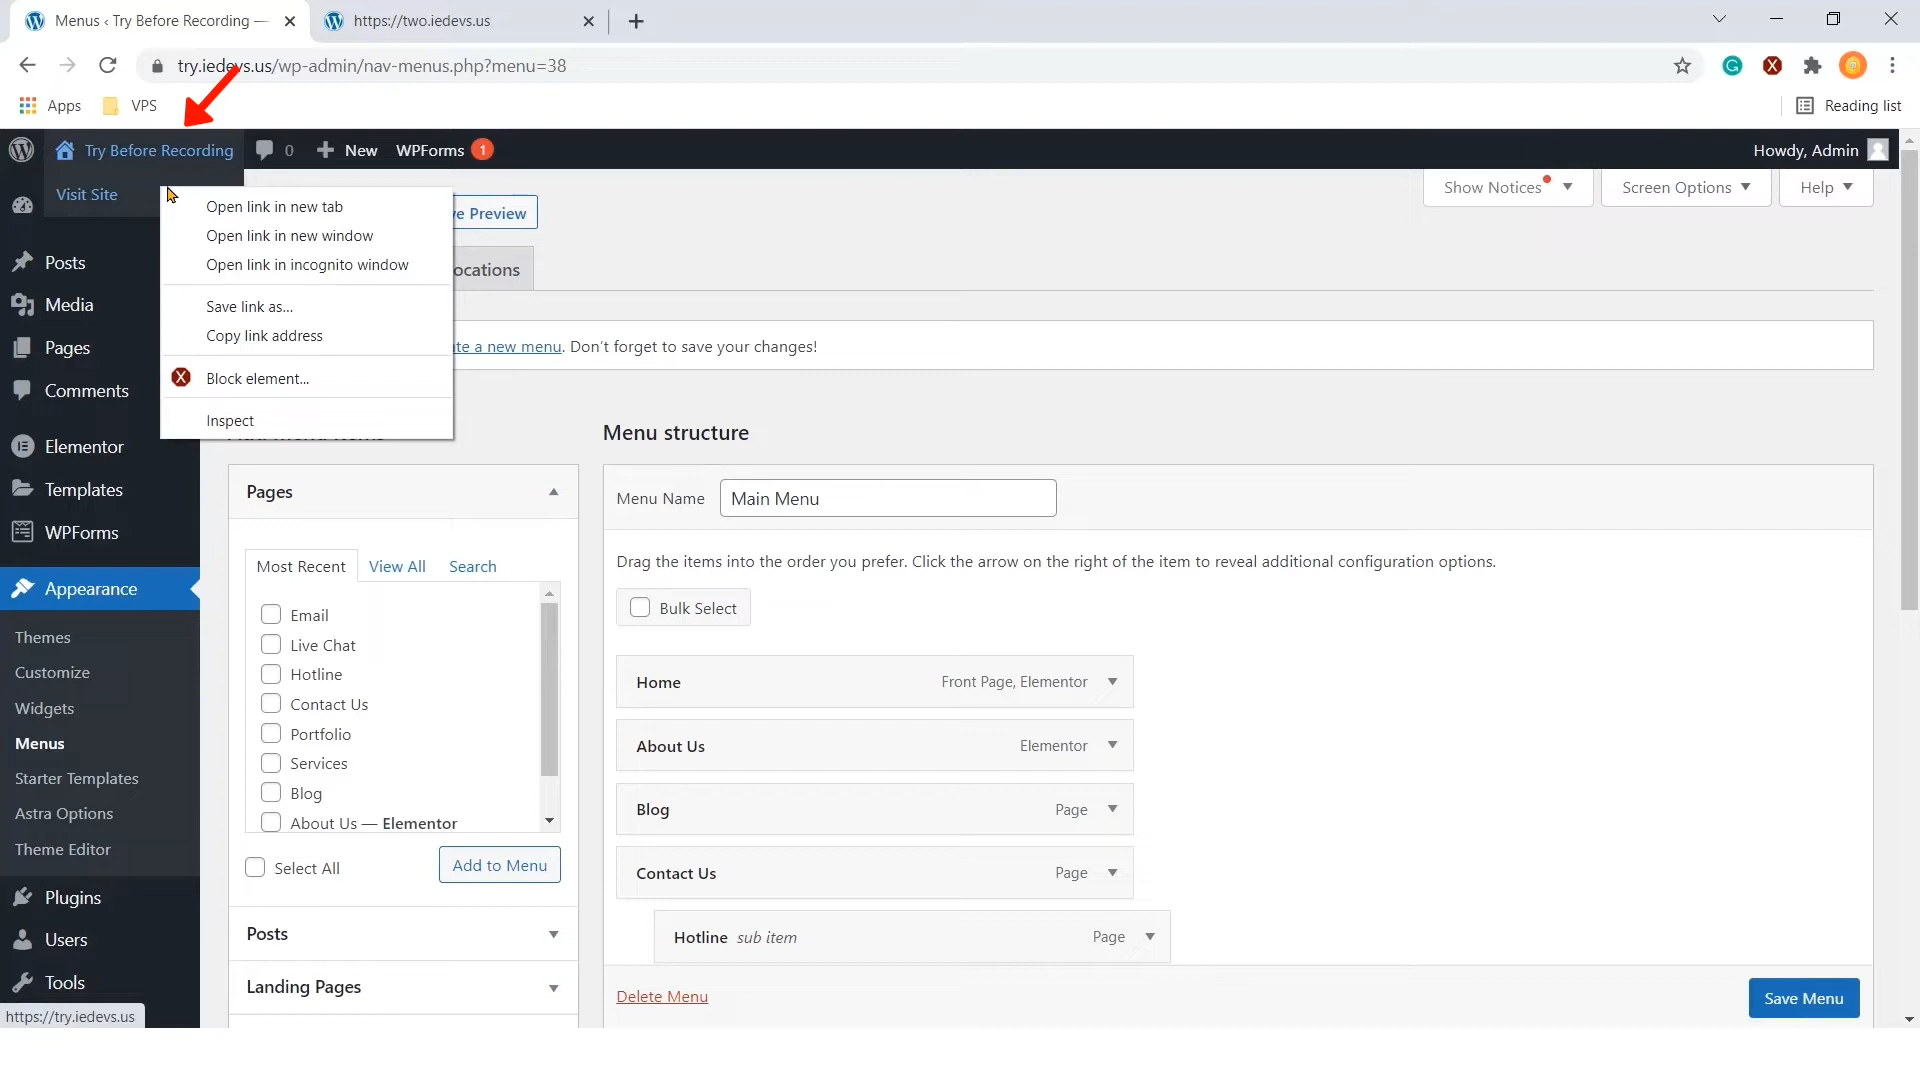 Menus ‹ Try Before Recording —
https://two.iedevs.us
try.iedevs.us/wp-admin/nav-menus.php?menu=38
Apps
VPS
Reading list
Try Before Recording
0
New
WPForms
1
Howdy, Admin
Visit Site
Open link in new tab
Open link in new window
Open link in incognito window
Save link as...
Copy link address
Block element...
Inspect
Preview
Show Notices
Screen Options
Help
Posts
Media
Pages
Comments
Elementor
Templates
WPForms
Appearance
Themes
Customize
Widgets
Menus
Starter Templates
Astra Options
Theme Editor
Plugins
Users
Tools
https://try.iedevs.us
ocations
te a new menu. Don't forget to save your changes!
Pages
Most Recent
View All
Search
Email
Live Chat
Hotline
Contact Us
Portfolio
Services
Blog
About Us — Elementor
Select All
Add to Menu
Posts
Landing Pages
Menu structure
Menu Name
Main Menu
Drag the items into the order you prefer. Click the arrow on the right of the item to reveal additional configuration options.
Bulk Select
Home
Front Page, Elementor
About Us
Elementor
Blog
Page
Contact Us
Page
Hotline sub item
Page
Delete Menu
Save Menu